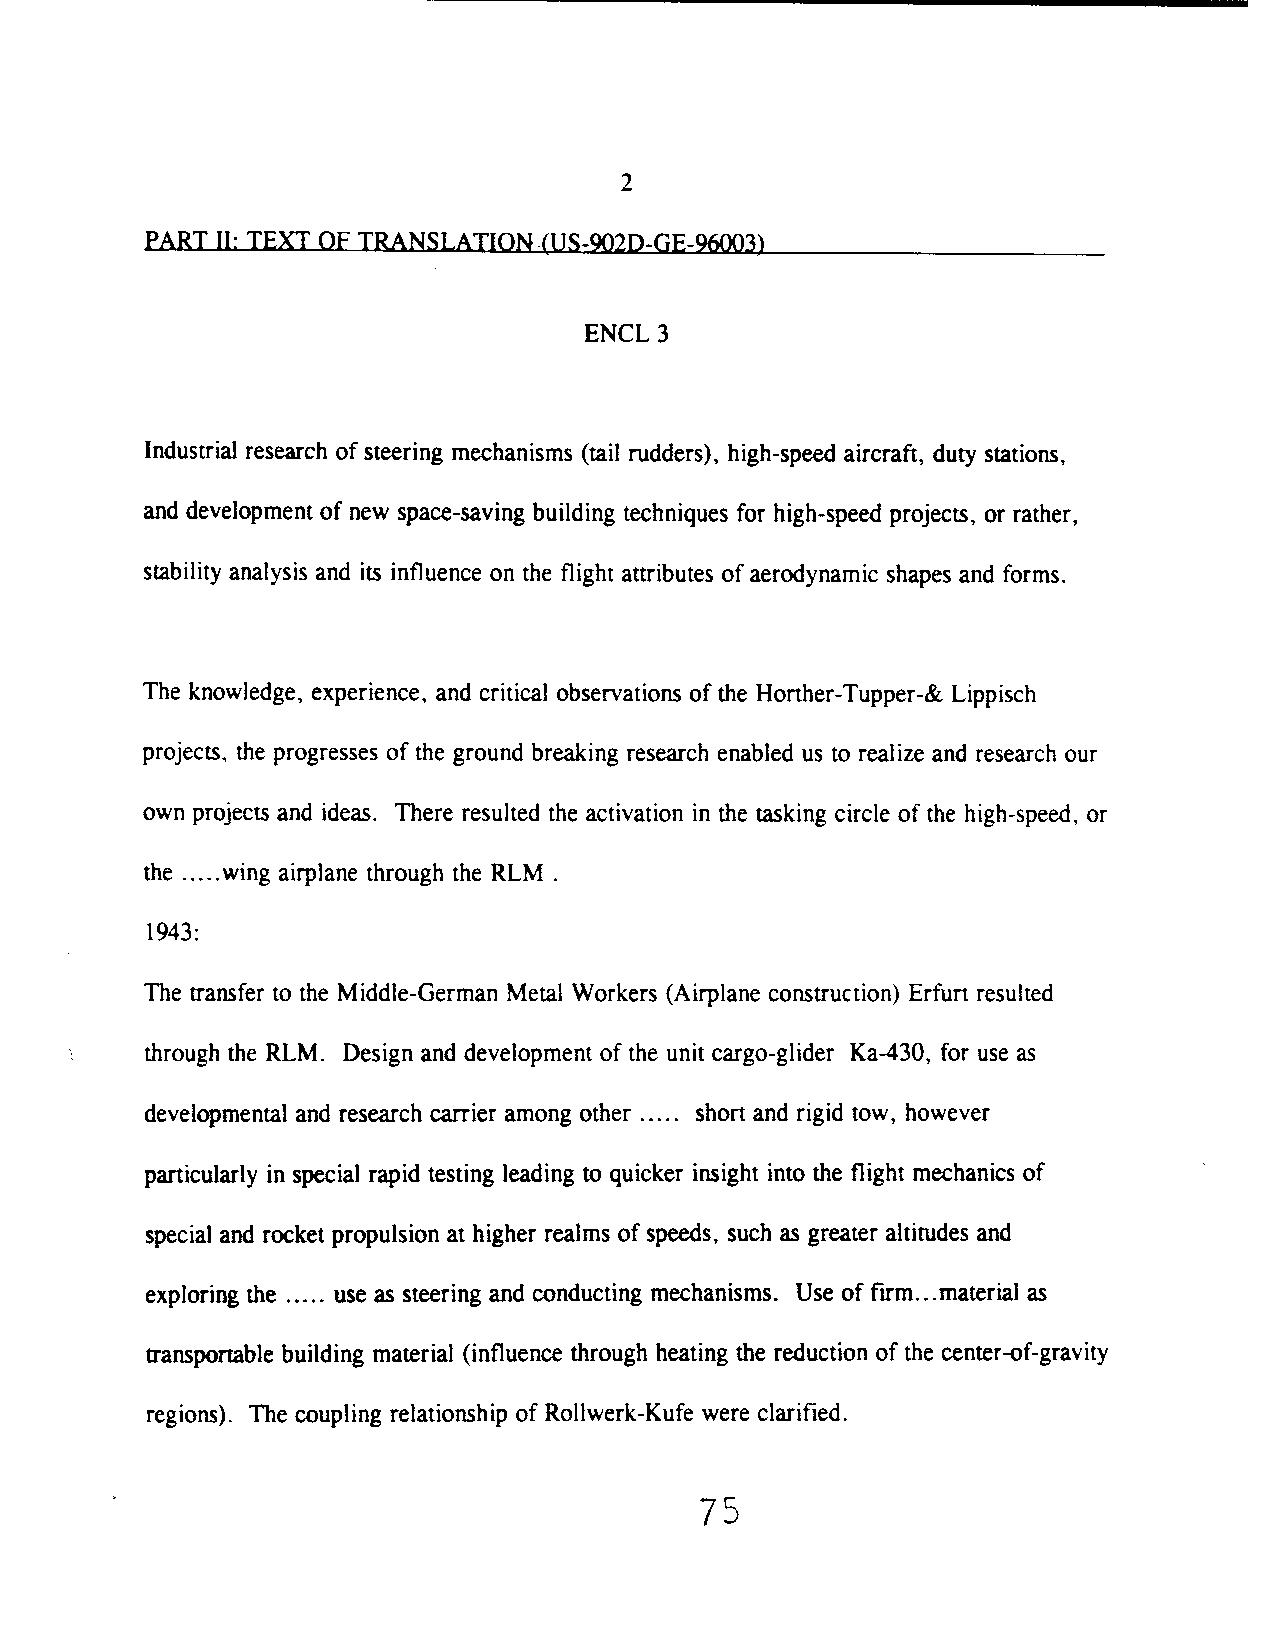 2
PART II: TEXT OF TRANSLATION (US-902D-GE-96003)
ENCL 3
Industrial research of steering mechanisms (tail rudders), high-speed aircraft, duty stations,
and development of new space-saving building techniques for high-speed projects, or rather,
stability analysis and its influence on the flight attributes of aerodynamic shapes and forms.
The knowledge, experience, and critical observations of the Horther-Tupper-& Lippisch
projects, the progresses of the ground breaking research enabled us to realize and research our
own projects and ideas. There resulted the activation in the tasking circle of the high-speed, or
the .....wing airplane through the RLM .
1943:
The transfer to the Middle-German Metal Workers (Airplane construction) Erfurt resulted
through the RLM. Design and development of the unit cargo-glider Ka-430, for use as
developmental and research carrier among other ..... short and rigid tow, however
particularly in special rapid testing leading to quicker insight into the flight mechanics of
special and rocket propulsion at higher realms of speeds, such as greater altitudes and
exploring the ..... use as steering and conducting mechanisms. Use of firm...material as
transportable building material (influence through heating the reduction of the center-of-gravity
regions). The coupling relationship of Rollwerk-Kufe were clarified.
75